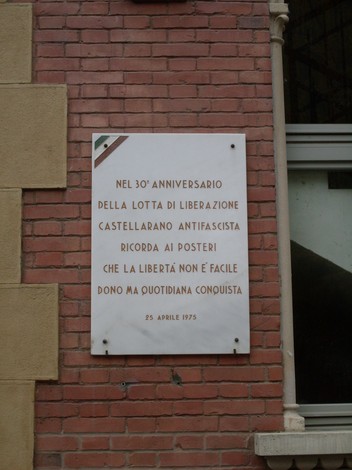 NEL 30° ANNIVERSARIO
DELLA LOTTA DI LIBERAZIONE
CASTELLARANO ANTIFASCISTA
RICORDA AI POSTERI
CHE LA LIBERTA' NON E' FACILE
DONO MA QUOTIDIANA CONQUISTA
25 APRILE 1975